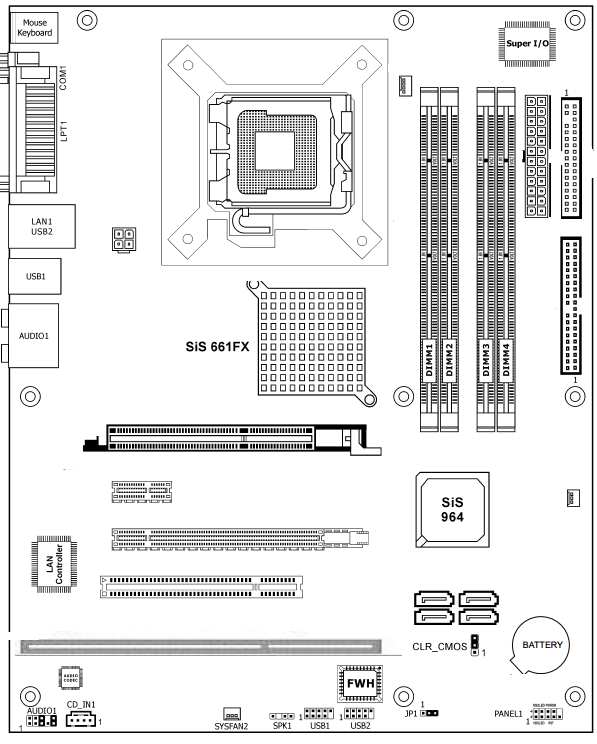 Mouse
Keyboard
Super I/O
COM1
LPT1
1
LAN1
USB2
USB1
AUDIO1
SiS 661FX
DIMM1
DIMM2
DIMM3
DIMM4
1
SiS
964
LAN
Controller
CLR_CMOS
1
BATTERY
AUDIO
CODEC
FWH
AUDIO1
1
CD_IN1
SYSFAN2
SPK1
1
USB1
1
USB2
JP1
1
PANEL1
1